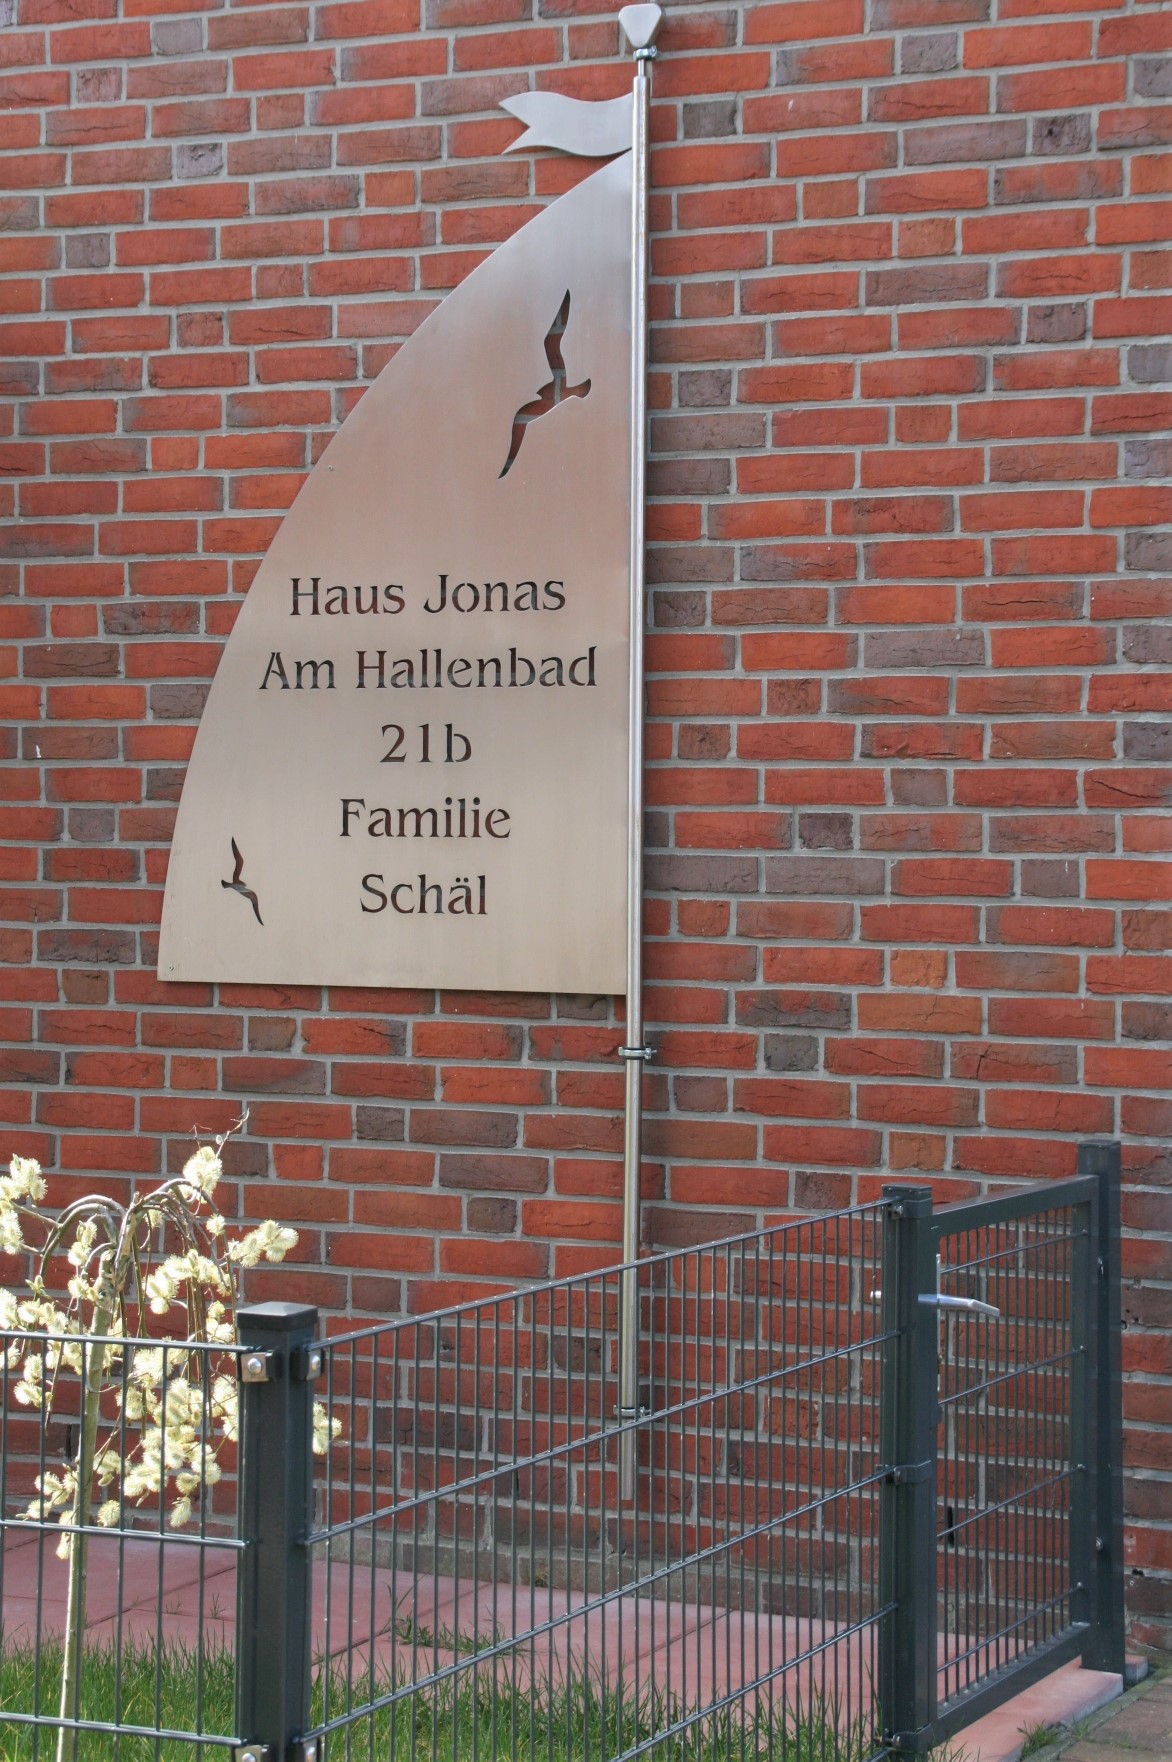 Haus Jonas
Am Hallenbad
21b
Familie
Schäl